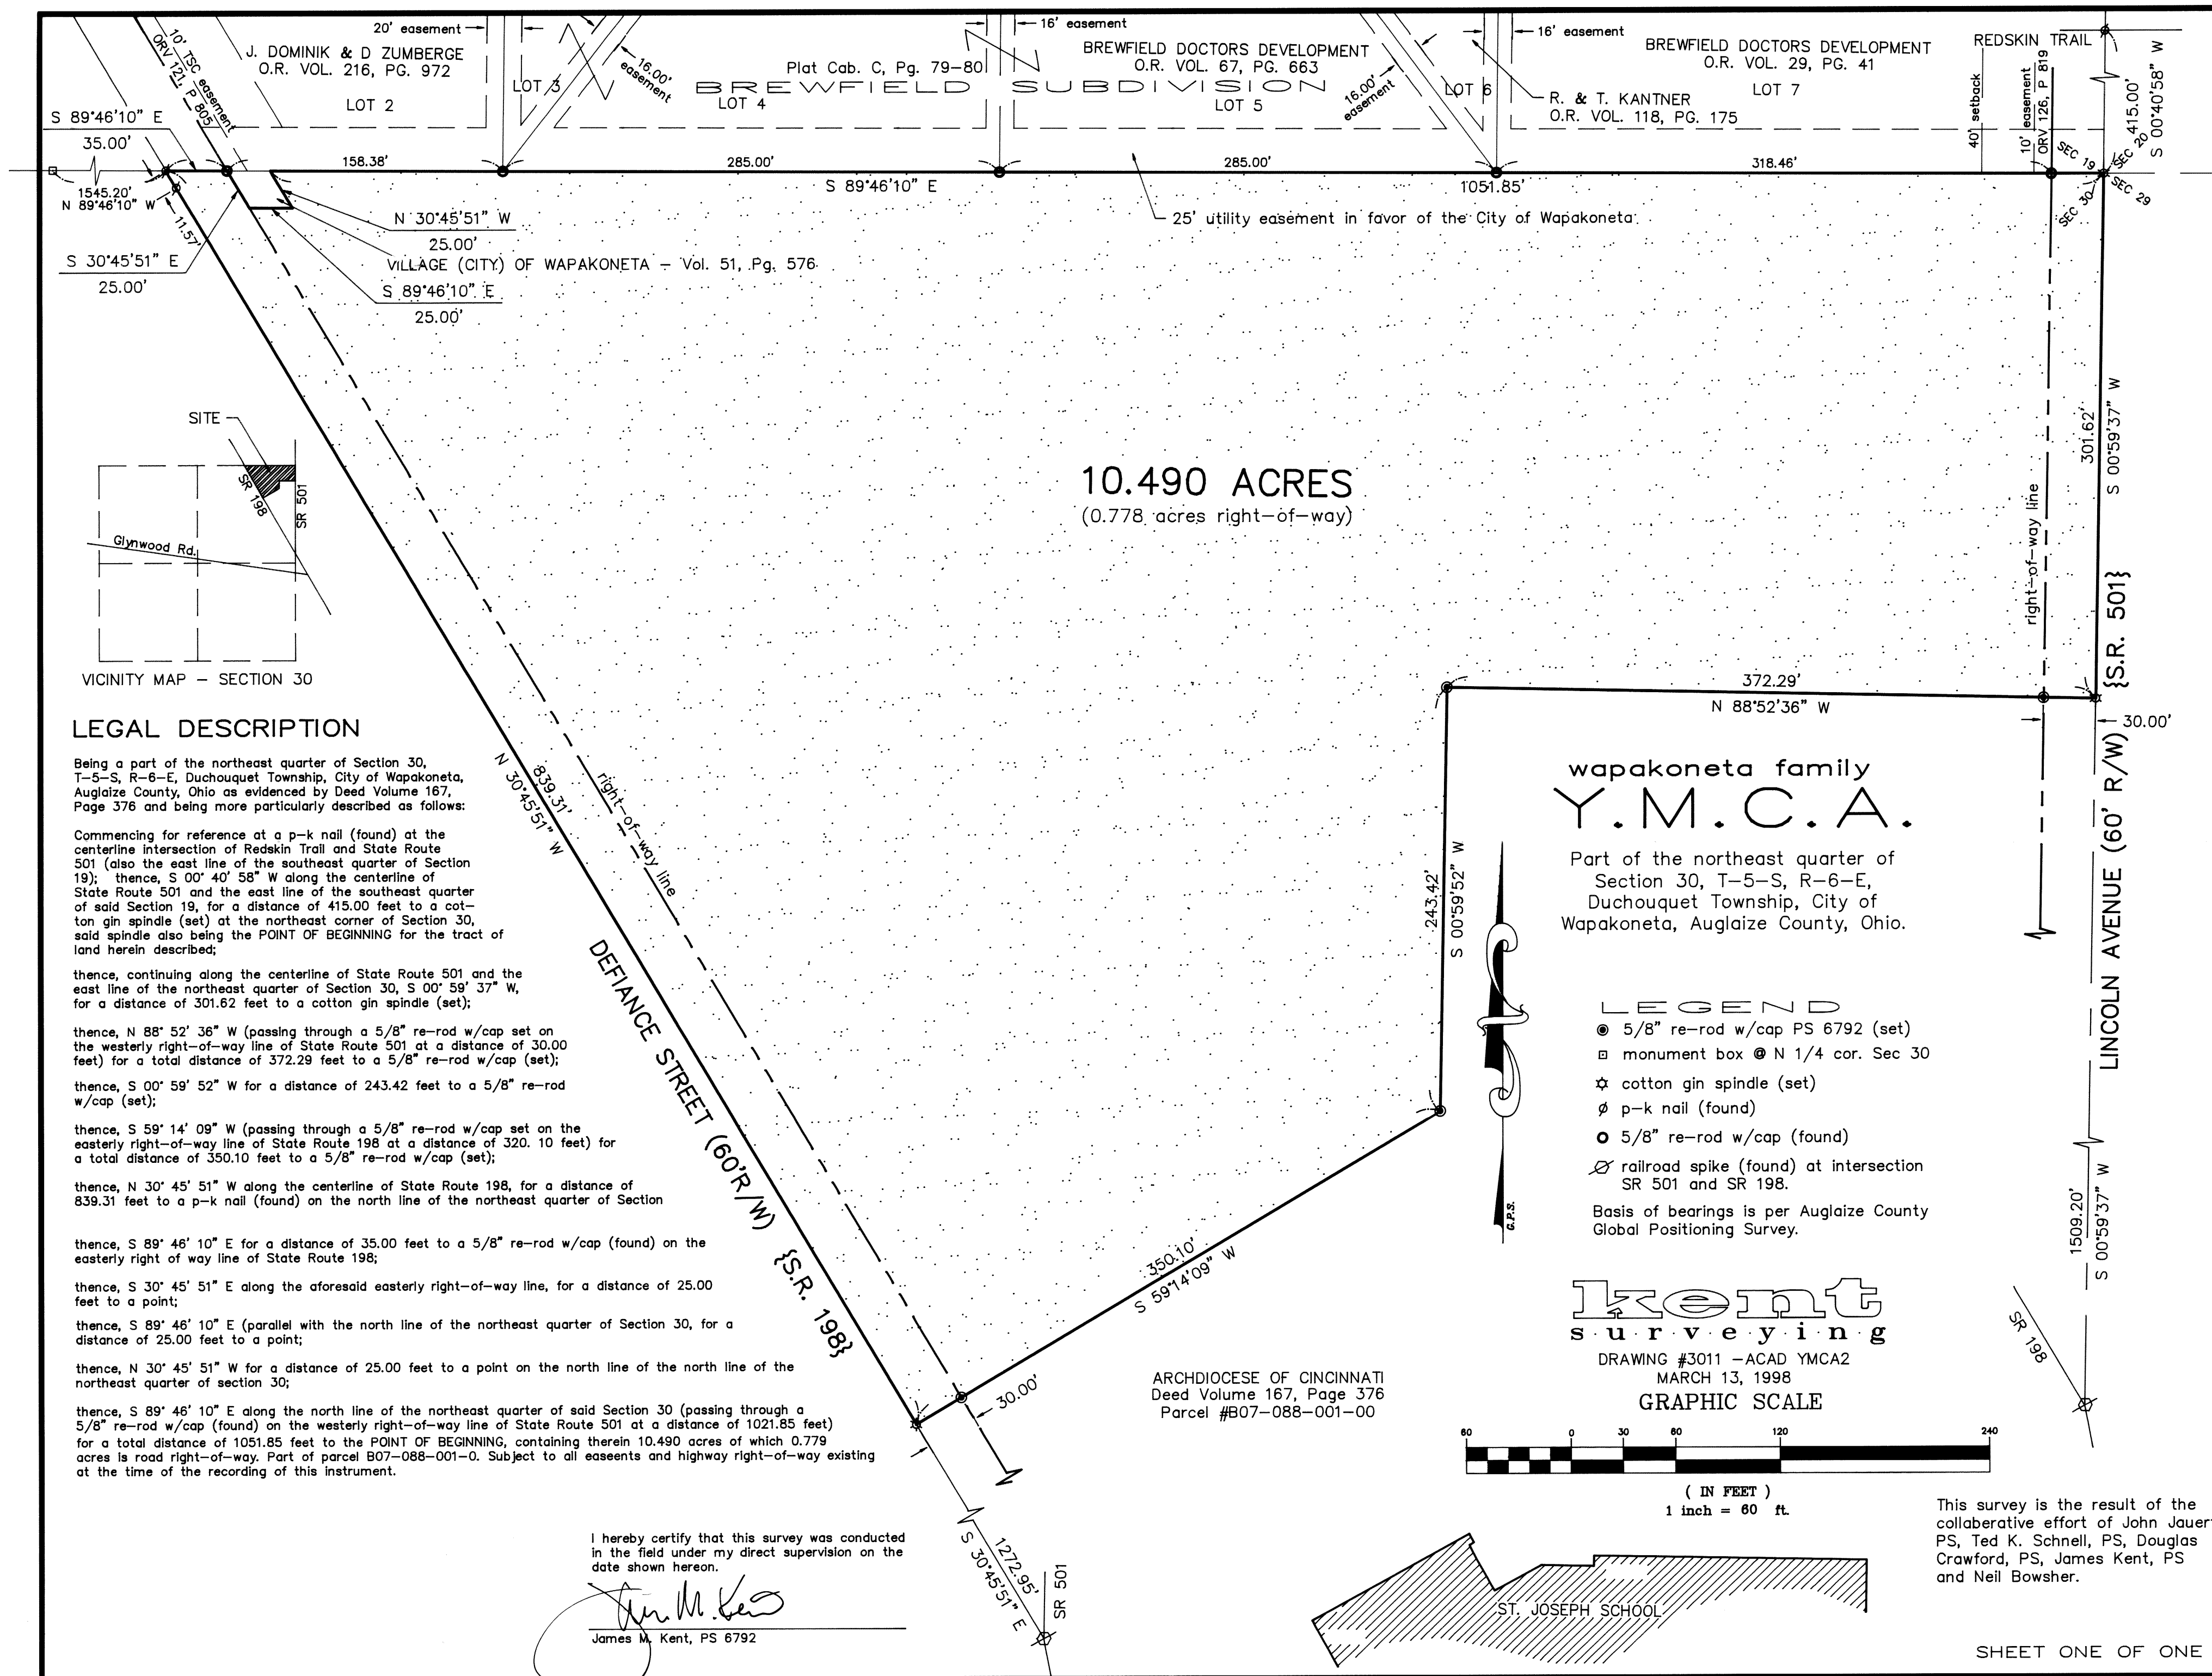 20' easement
16' easement
16' easement
10' TSC easement
ORV 121, P 805
J. DOMINIK & D ZUMBERGE
O.R. VOL. 216, PG. 972
LOT 2
LOT 3
16.00'
easement
Plat Cab. C, Pg. 79-80
BREWFIELD SUBDIVISION
LOT 4
BREWFIELD DOCTORS DEVELOPMENT
O.R. VOL. 67, PG. 663
LOT 5
16.00'
easement
LOT 6
R. & T. KANTNER
O.R. VOL. 118, PG. 175
BREWFIELD DOCTORS DEVELOPMENT
O.R. VOL. 29, PG. 41
LOT 7
REDSKIN TRAIL
40' setback
10' easement
ORV 126, P 819
415.00'
S 00°40'58" W
SEC 19
SEC 20
SEC 30
SEC 29
S 89°46'10" E
35.00'
1545.20'
N 89°46'10" W
11.57'
158.38'
285.00'
285.00'
318.46'
S 89°46'10" E
1051.85'
N 30°45'51" W
25.00'
25' utility easement in favor of the City of Wapakoneta
S 30°45'51" E
25.00'
VILLAGE (CITY) OF WAPAKONETA - Vol. 51, Pg. 576
S 89°46'10" E
25.00'
SITE
SR 198
SR 501
Glynwood Rd.
VICINITY MAP - SECTION 30
10.490 ACRES
(0.778 acres right-of-way)
right-of-way line
301.62'
S 00°59'37" W
372.29'
N 88°52'36" W
30.00'
LINCOLN AVENUE (60' R/W) {S.R. 501}
LEGAL DESCRIPTION
Being a part of the northeast quarter of Section 30,
T-5-S, R-6-E, Duchouquet Township, City of Wapakoneta,
Auglaize County, Ohio as evidenced by Deed Volume 167,
Page 376 and being more particularly described as follows:
Commencing for reference at a p-k nail (found) at the
centerline intersection of Redskin Trail and State Route
501 (also the east line of the southeast quarter of Section
19); thence, S 00° 40' 58" W along the centerline of
State Route 501 and the east line of the southeast quarter
of said Section 19, for a distance of 415.00 feet to a cot-
ton gin spindle (set) at the northeast corner of Section 30,
said spindle also being the POINT OF BEGINNING for the tract of
land herein described;
thence, continuing along the centerline of State Route 501 and the
east line of the northeast quarter of Section 30, S 00° 59' 37" W,
for a distance of 301.62 feet to a cotton gin spindle (set);
thence, N 88° 52' 36" W (passing through a 5/8" re-rod w/cap set on
the westerly right-of-way line of State Route 501 at a distance of 30.00
feet) for a total distance of 372.29 feet to a 5/8" re-rod w/cap (set);
thence, S 00° 59' 52" W for a distance of 243.42 feet to a 5/8" re-rod
w/cap (set);
thence, S 59° 14' 09" W (passing through a 5/8" re-rod w/cap set on the
easterly right-of-way line of State Route 198 at a distance of 320. 10 feet) for
a total distance of 350.10 feet to a 5/8" re-rod w/cap (set);
thence, N 30° 45' 51" W along the centerline of State Route 198, for a distance of
839.31 feet to a p-k nail (found) on the north line of the northeast quarter of Section
thence, S 89° 46' 10" E for a distance of 35.00 feet to a 5/8" re-rod w/cap (found) on the
easterly right of way line of State Route 198;
thence, S 30° 45' 51" E along the aforesaid easterly right-of-way line, for a distance of 25.00
feet to a point;
thence, S 89° 46' 10" E (parallel with the north line of the northeast quarter of Section 30, for a
distance of 25.00 feet to a point;
thence, N 30° 45' 51" W for a distance of 25.00 feet to a point on the north line of the north line of the
northeast quarter of section 30;
thence, S 89° 46' 10" E along the north line of the northeast quarter of said Section 30 (passing through a
5/8" re-rod w/cap (found) on the westerly right-of-way line of State Route 501 at a distance of 1021.85 feet)
for a total distance of 1051.85 feet to the POINT OF BEGINNING, containing therein 10.490 acres of which 0.779
acres is road right-of-way. Part of parcel B07-088-001-0. Subject to all easeents and highway right-of-way existing
at the time of the recording of this instrument.
839.31'
N 30°45'51" W
right-of-way line
DEFIANCE STREET (60'R/W) {S.R. 198}
243.42'
S 00°59'52" W
350.10'
S 59°14'09" W
30.00'
1272.95'
S 30°45'51" E
SR 501
wapakoneta family
Y.M.C.A.
Part of the northeast quarter of
Section 30, T-5-S, R-6-E,
Duchouquet Township, City of
Wapakoneta, Auglaize County, Ohio.
G.P.S.
LEGEND
5/8" re-rod w/cap PS 6792 (set)
monument box @ N 1/4 cor. Sec 30
cotton gin spindle (set)
p-k nail (found)
5/8" re-rod w/cap (found)
railroad spike (found) at intersection
SR 501 and SR 198.
Basis of bearings is per Auglaize County
Global Positioning Survey.
1509.20'
S 00°59'37" W
SR 198
kent
s·u·r·v·e·y·i·n·g
DRAWING #3011 -ACAD YMCA2
MARCH 13, 1998
GRAPHIC SCALE
60 0 30 60 120 240
( IN FEET )
1 inch = 60 ft.
ARCHDIOCESE OF CINCINNATI
Deed Volume 167, Page 376
Parcel #B07-088-001-00
I hereby certify that this survey was conducted
in the field under my direct supervision on the
date shown hereon.
James M. Kent, PS 6792
ST. JOSEPH SCHOOL
This survey is the result of the
collaberative effort of John Jauer
PS, Ted K. Schnell, PS, Douglas
Crawford, PS, James Kent, PS
and Neil Bowsher.
SHEET ONE OF ONE